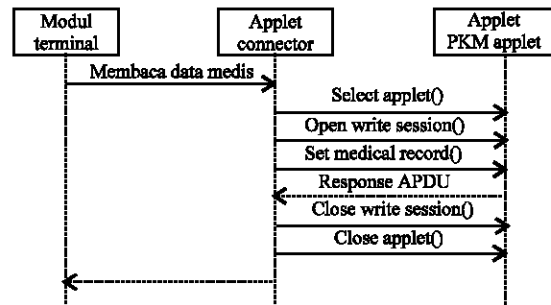 Modul
terminal
Applet
connector
Applet
PKM applet
Membaca data medis
Select applet()
Open write session()
Set medical record()
Response APDU
Close write session()
Close applet()